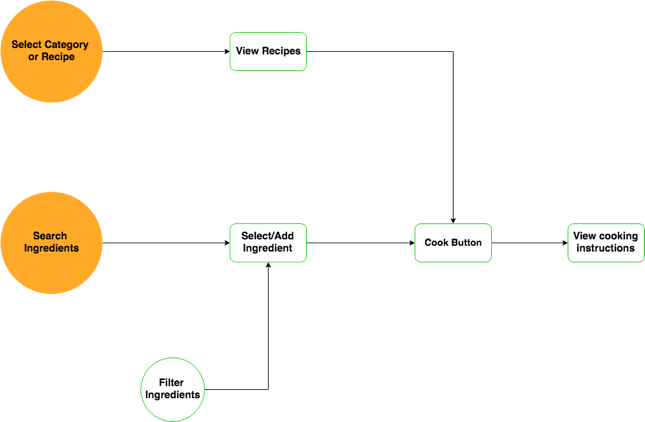 Select Category
or Recipe
View Recipes
Search
Ingredients
Select/Add
Ingredient
Cook Button
View cooking
instructions
Filter
Ingredients